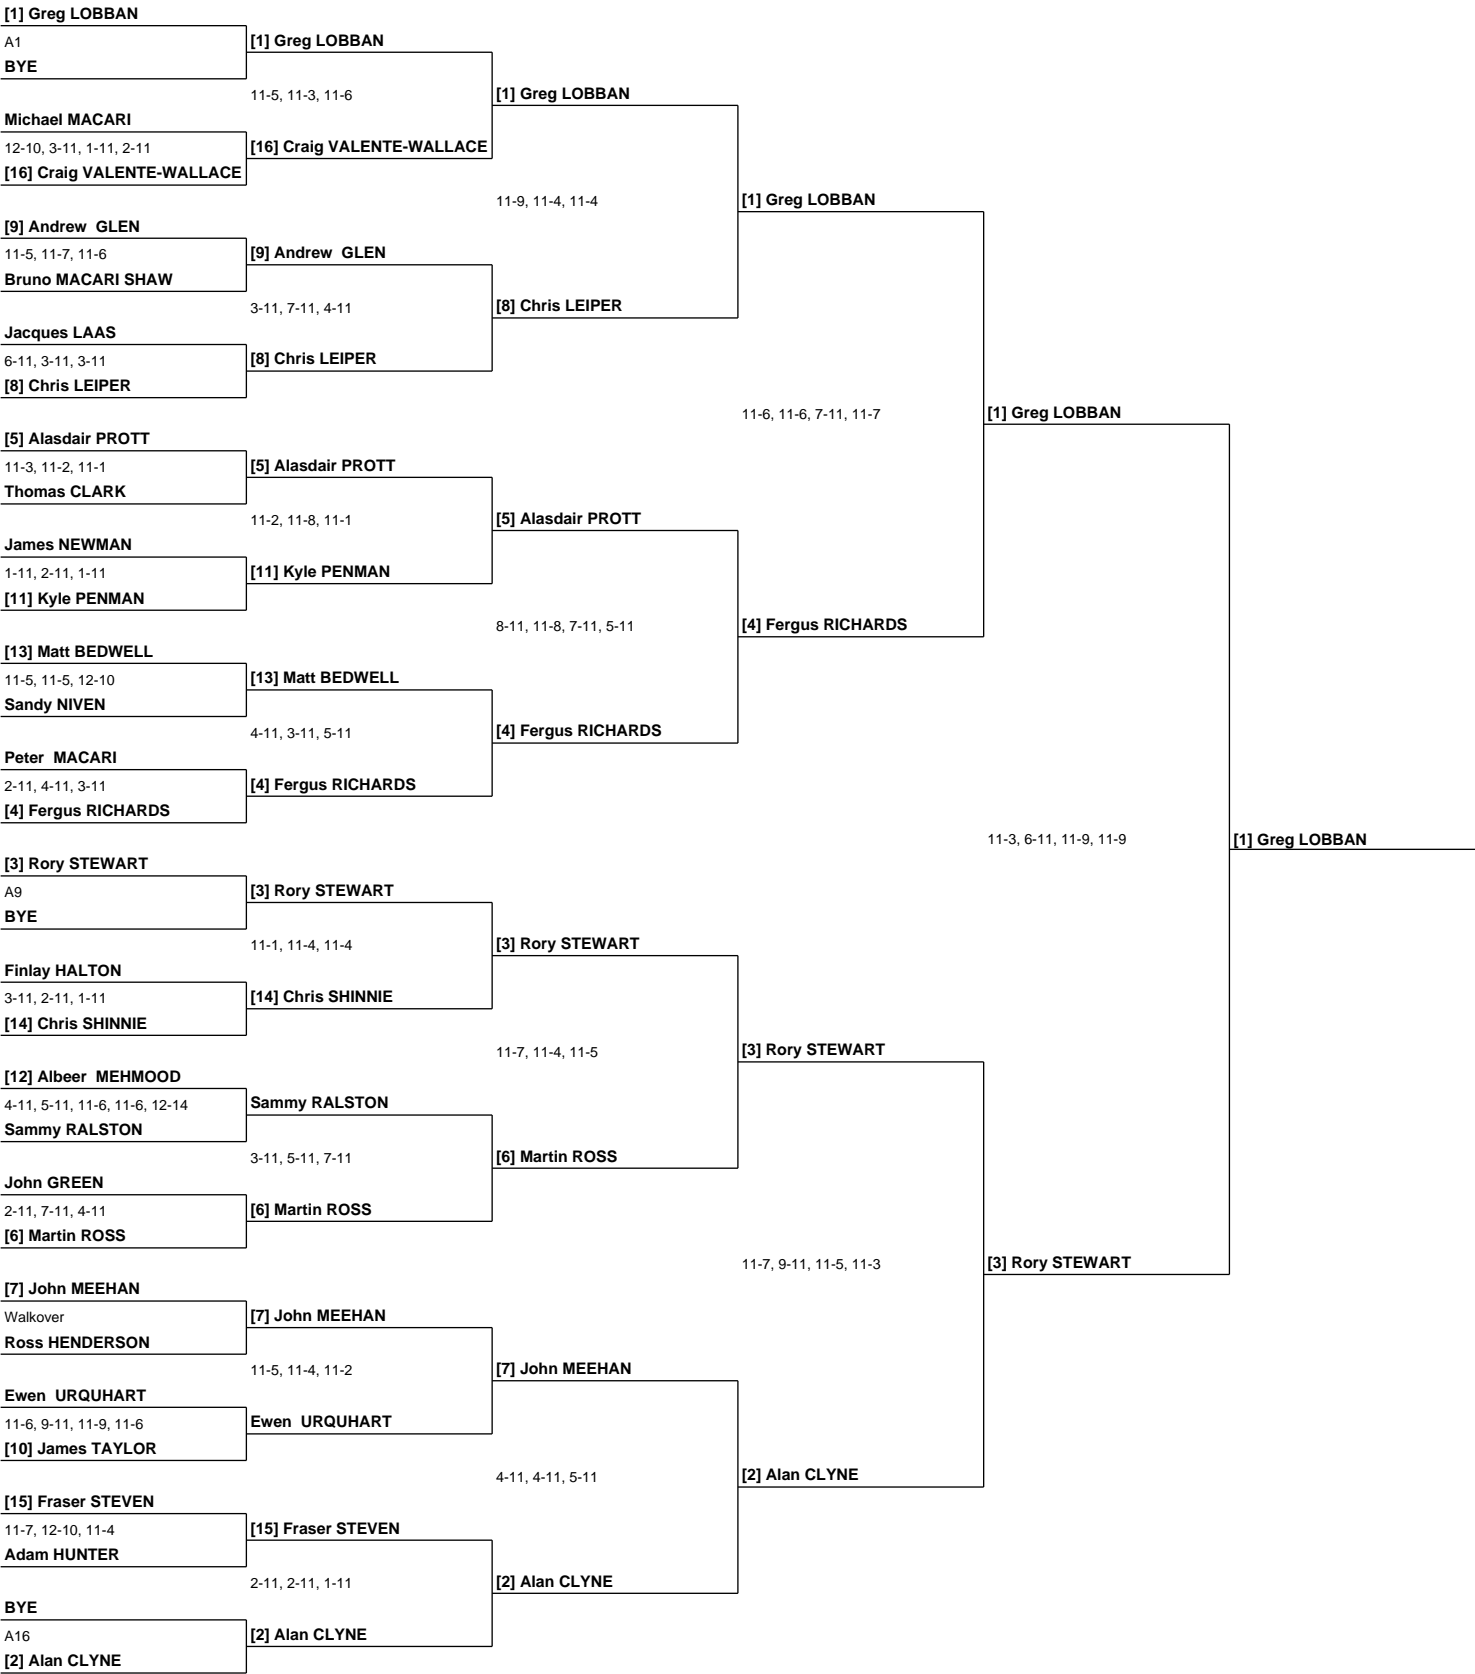 [1] Greg LOBBAN
A1
BYE
[1] Greg LOBBAN
11-5, 11-3, 11-6
[1] Greg LOBBAN
Michael MACARI
12-10, 3-11, 1-11, 2-11
[16] Craig VALENTE-WALLACE
[16] Craig VALENTE-WALLACE
11-9, 11-4, 11-4
[1] Greg LOBBAN
[9] Andrew  GLEN
11-5, 11-7, 11-6
Bruno MACARI SHAW
[9] Andrew  GLEN
3-11, 7-11, 4-11
[8] Chris LEIPER
Jacques LAAS
6-11, 3-11, 3-11
[8] Chris LEIPER
[8] Chris LEIPER
11-6, 11-6, 7-11, 11-7
[1] Greg LOBBAN
[5] Alasdair PROTT
11-3, 11-2, 11-1
Thomas CLARK
[5] Alasdair PROTT
11-2, 11-8, 11-1
[5] Alasdair PROTT
James NEWMAN
1-11, 2-11, 1-11
[11] Kyle PENMAN
[11] Kyle PENMAN
8-11, 11-8, 7-11, 5-11
[4] Fergus RICHARDS
[13] Matt BEDWELL
11-5, 11-5, 12-10
Sandy NIVEN
[13] Matt BEDWELL
4-11, 3-11, 5-11
[4] Fergus RICHARDS
Peter  MACARI
2-11, 4-11, 3-11
[4] Fergus RICHARDS
[4] Fergus RICHARDS
11-3, 6-11, 11-9, 11-9
[1] Greg LOBBAN
[3] Rory STEWART
A9
BYE
[3] Rory STEWART
11-1, 11-4, 11-4
[3] Rory STEWART
Finlay HALTON
3-11, 2-11, 1-11
[14] Chris SHINNIE
[14] Chris SHINNIE
11-7, 11-4, 11-5
[3] Rory STEWART
[12] Albeer  MEHMOOD
4-11, 5-11, 11-6, 11-6, 12-14
Sammy RALSTON
Sammy RALSTON
3-11, 5-11, 7-11
[6] Martin ROSS
John GREEN
2-11, 7-11, 4-11
[6] Martin ROSS
[6] Martin ROSS
11-7, 9-11, 11-5, 11-3
[3] Rory STEWART
[7] John MEEHAN
Walkover
Ross HENDERSON
[7] John MEEHAN
11-5, 11-4, 11-2
[7] John MEEHAN
Ewen  URQUHART
11-6, 9-11, 11-9, 11-6
[10] James TAYLOR
Ewen  URQUHART
4-11, 4-11, 5-11
[2] Alan CLYNE
[15] Fraser STEVEN
11-7, 12-10, 11-4
Adam HUNTER
[15] Fraser STEVEN
2-11, 2-11, 1-11
[2] Alan CLYNE
BYE
A16
[2] Alan CLYNE
[2] Alan CLYNE